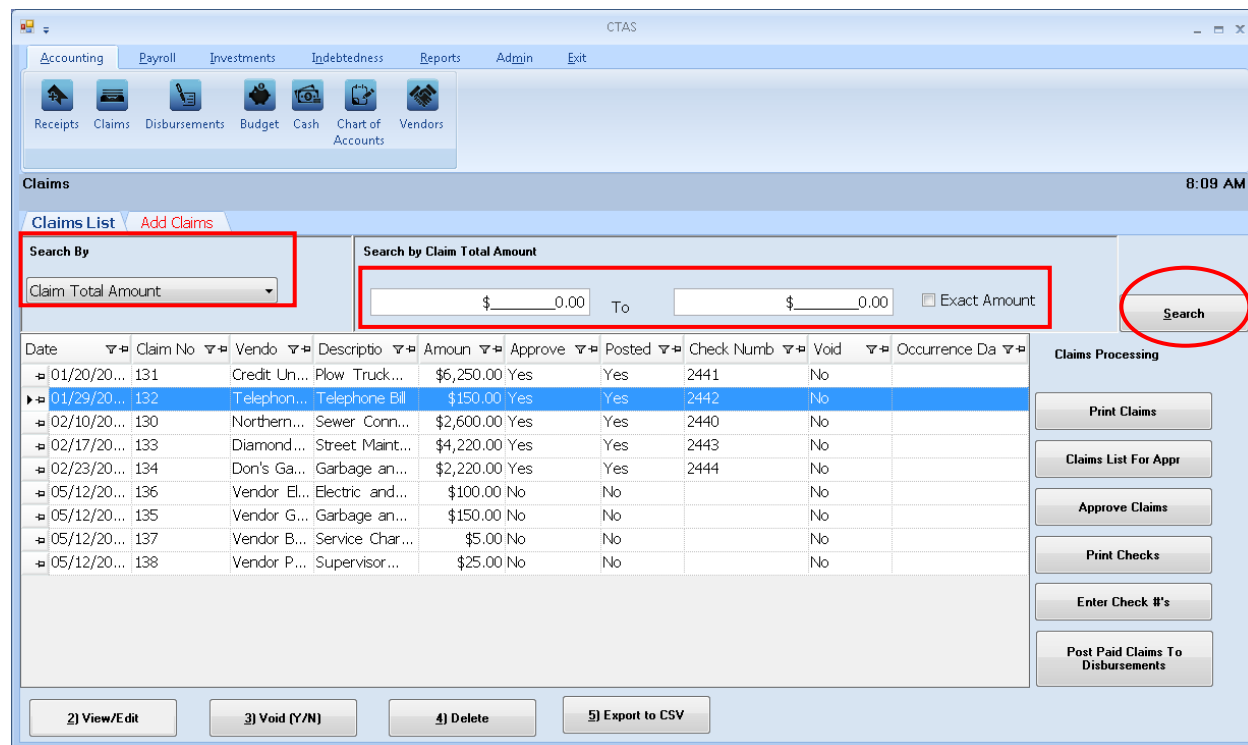 CTAS
Accounting Payroll Investments Indebtedness Reports Admin Exit
Receipts Claims Disbursements Budget Cash Chart of Accounts Vendors
Claims 8:09 AM
Claims List Add Claims
Search By Search by Claim Total Amount
Claim Total Amount $______0.00 To $______0.00 Exact Amount Search
Date Claim No Vendo Descriptio Amoun Approve Posted Check Numb Void Occurrence Da
01/20/20... 131 Credit Un... Plow Truck... $6,250.00 Yes Yes 2441 No
01/29/20... 132 Telephon... Telephone Bill $150.00 Yes Yes 2442 No
02/10/20... 130 Northern... Sewer Conn... $2,600.00 Yes Yes 2440 No
02/17/20... 133 Diamond... Street Maint... $4,220.00 Yes Yes 2443 No
02/23/20... 134 Don's Ga... Garbage an... $2,220.00 Yes Yes 2444 No
05/12/20... 136 Vendor El... Electric and... $100.00 No No No
05/12/20... 135 Vendor G... Garbage an... $150.00 No No No
05/12/20... 137 Vendor B... Service Char... $5.00 No No No
05/12/20... 138 Vendor P... Supervisor... $25.00 No No No
Claims Processing
Print Claims
Claims List For Appr
Approve Claims
Print Checks
Enter Check #'s
Post Paid Claims To
Disbursements
2) View/Edit 3) Void (Y/N) 4) Delete 5) Export to CSV